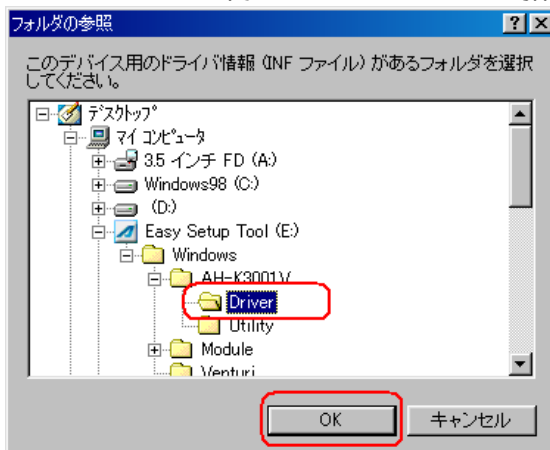 フォルダの参照
このデバイス用のドライバ情報 (INF ファイル) があるフォルダを選択
してください。
デスクトップ
マイ コンピュータ
3.5 インチ FD (A:)
Windows98 (C:)
(D:)
Easy Setup Tool (E:)
Windows
AH-K3001V
Driver
Utility
Module
Venturi
OK
キャンセル